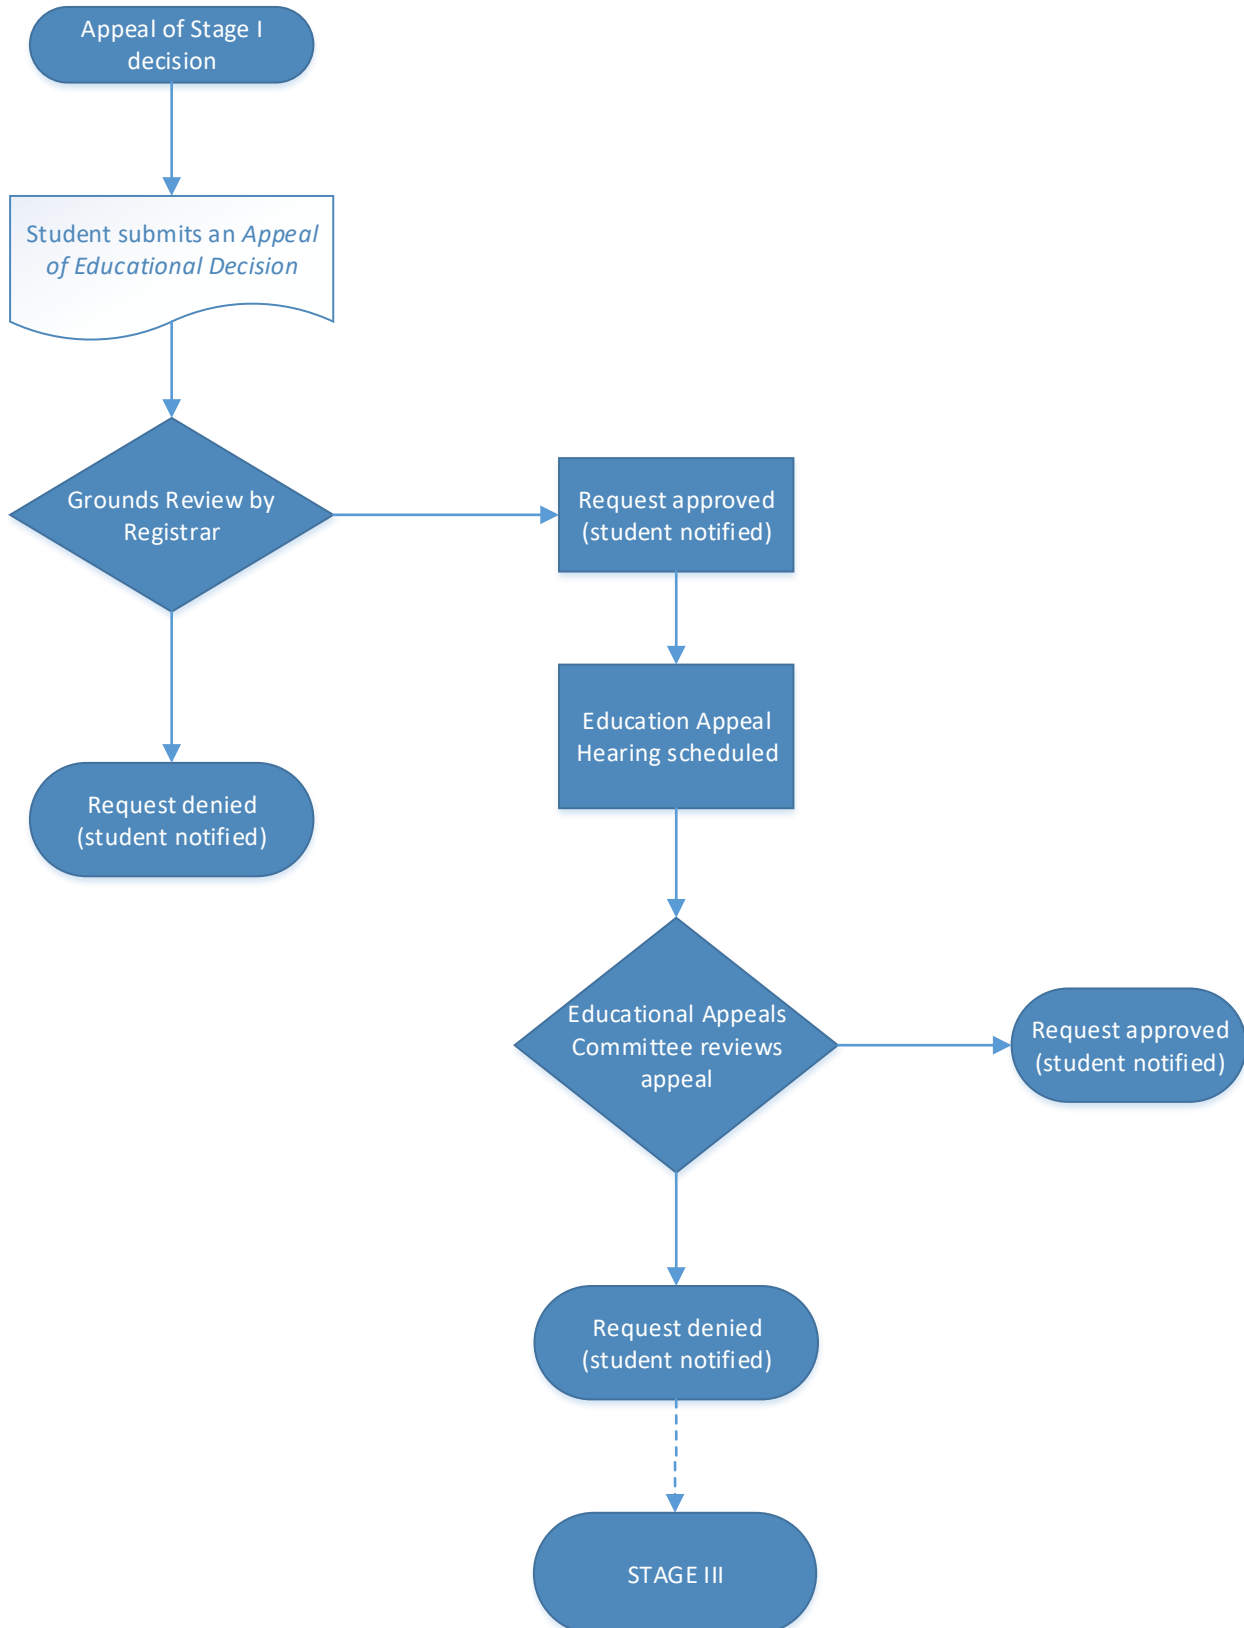 Appeal of Stage I
decision
Student submits an Appeal
of Educational Decision
Grounds Review by
Registrar
Request approved
(student notified)
Education Appeal
Hearing scheduled
Request denied
(student notified)
Educational Appeals
Committee reviews
appeal
Request approved
(student notified)
Request denied
(student notified)
STAGE III